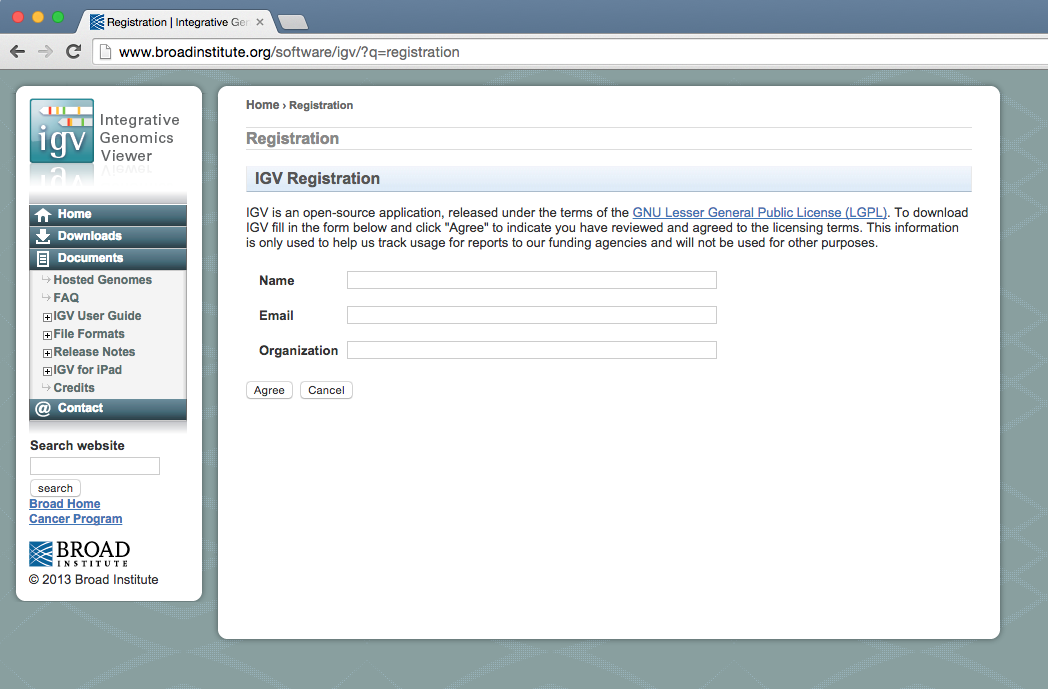 Registration | Integrative Ge
www.broadinstitute.org/software/igv/?q=registration
igv
Integrative
Genomics
Viewer
Home
Downloads
Documents
Hosted Genomes
FAQ
IGV User Guide
File Formats
Release Notes
IGV for iPad
Credits
@ Contact
Search website
search
Broad Home
Cancer Program
BROAD
INSTITUTE
© 2013 Broad Institute
Home › Registration
Registration
IGV Registration
IGV is an open-source application, released under the terms of the GNU Lesser General Public License (LGPL). To download
IGV fill in the form below and click "Agree" to indicate you have reviewed and agreed to the licensing terms. This information
is only used to help us track usage for reports to our funding agencies and will not be used for other purposes.
Name
Email
Organization
Agree Cancel